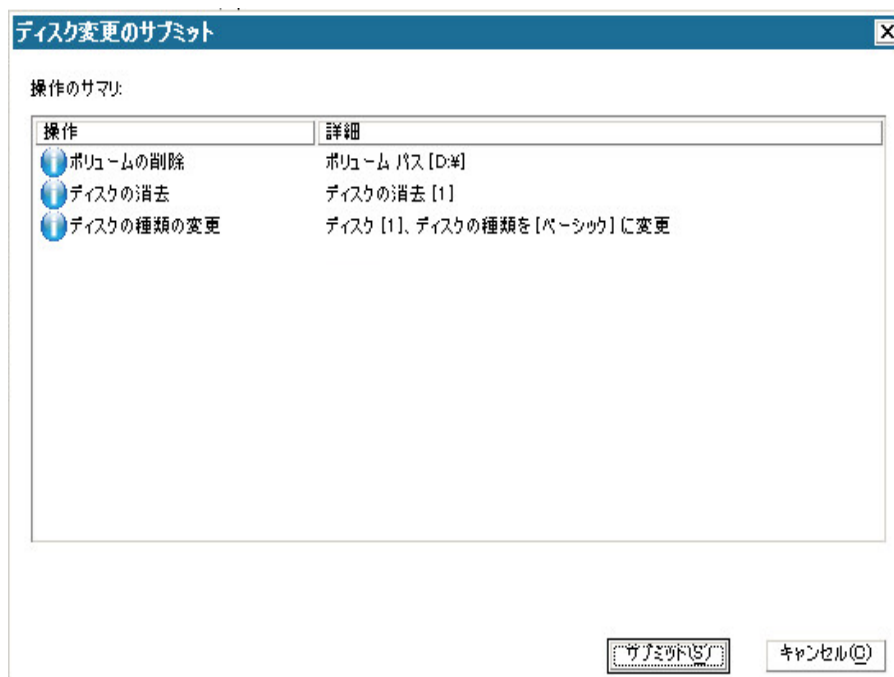 ディスク変更のサブミット
操作のサマリ:
操作 詳細
ボリュームの削除 ボリューム パス [D:¥]
ディスクの消去 ディスクの消去 [1]
ディスクの種類の変更 ディスク [1]、ディスクの種類を [ベーシック] に変更
サブミット(S) キャンセル(C)